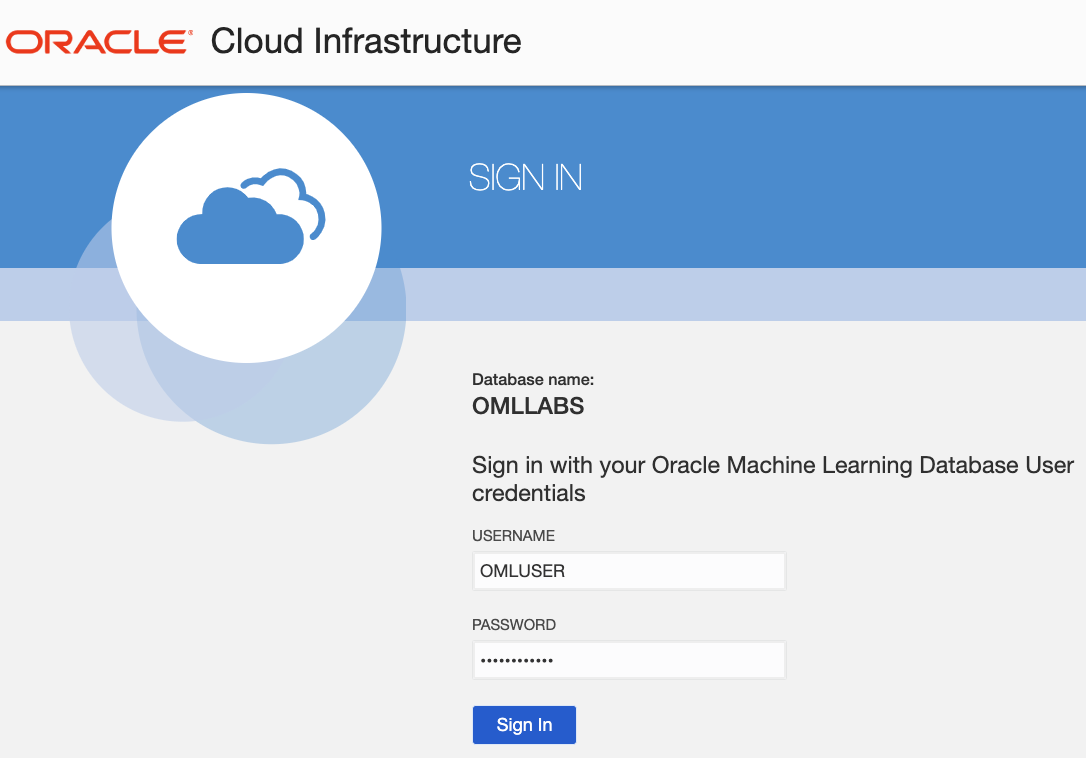 ORACLE® Cloud Infrastructure
SIGN IN
Database name:
OMLLABS
Sign in with your Oracle Machine Learning Database User
credentials
USERNAME
OMLUSER
PASSWORD
••••••••••••
Sign In